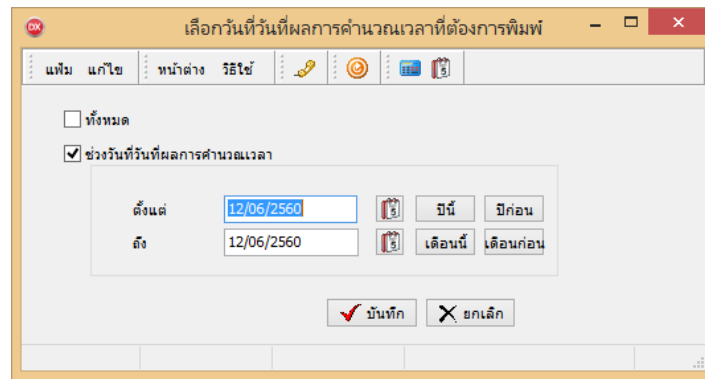 DX เลือกวันที่วันที่ผลการคำนวณเวลาที่ต้องการพิมพ์
แฟ้ม แก้ไข หน้าต่าง วิธีใช้ 5
ทั้งหมด
ช่วงวันที่วันที่ผลการคำนวณเวลา
ตั้งแต่ 12/06/2560 5 ปีนี้ ปีก่อน
ถึง 12/06/2560 5 เดือนนี้ เดือนก่อน
บันทึก ยกเลิก